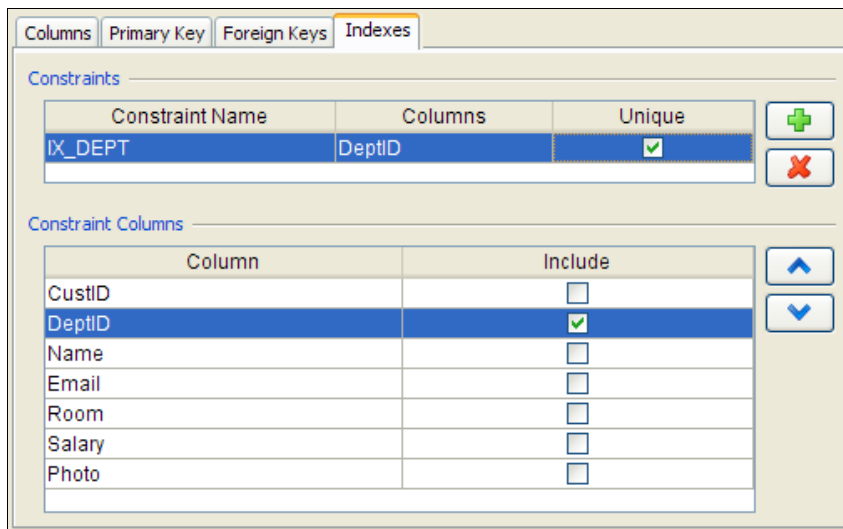 Columns Primary Key Foreign Keys Indexes
Constraints
Constraint Name Columns Unique
IX_DEPT DeptID
Constraint Columns
Column Include
CustID
DeptID
Name
Email
Room
Salary
Photo